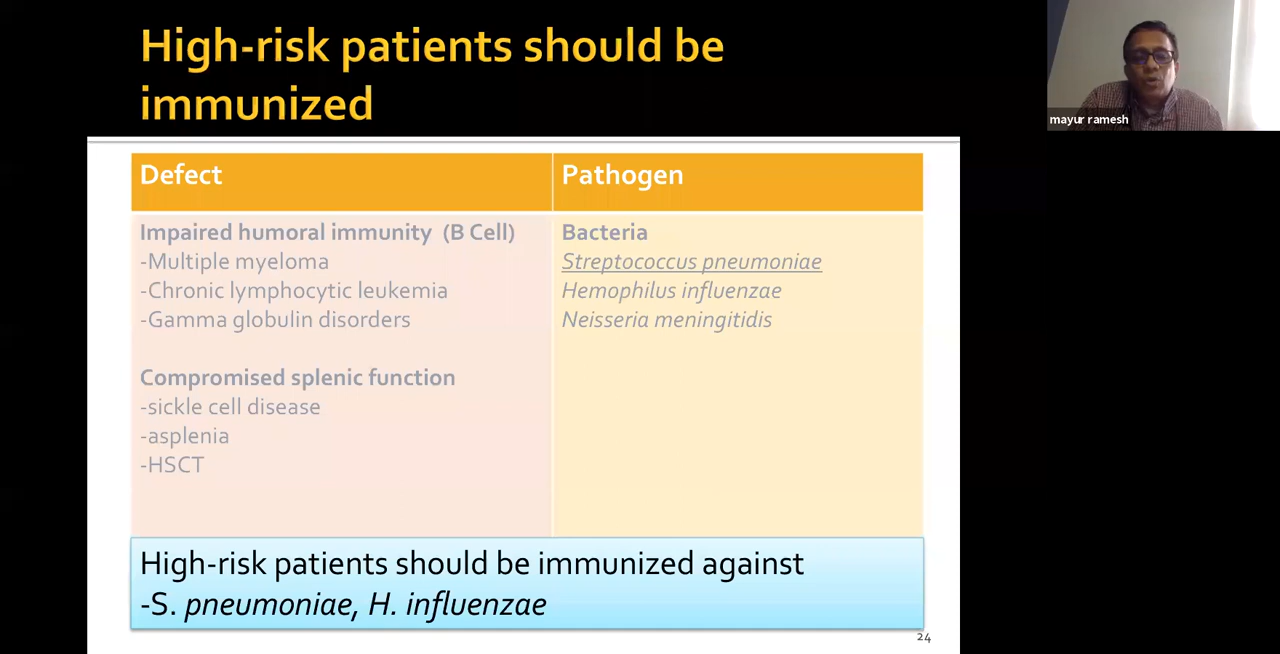 High-risk patients should be
immunized
mayur ramesh
Defect
Pathogen
Impaired humoral immunity (B Cell)
-Multiple myeloma
-Chronic lymphocytic leukemia
-Gamma globulin disorders
Compromised splenic function
-sickle cell disease
-asplenia
-HSCT
Bacteria
Streptococcus pneumoniae
Hemophilus influenzae
Neisseria meningitidis
High-risk patients should be immunized against
-S. pneumoniae, H. influenzae
24